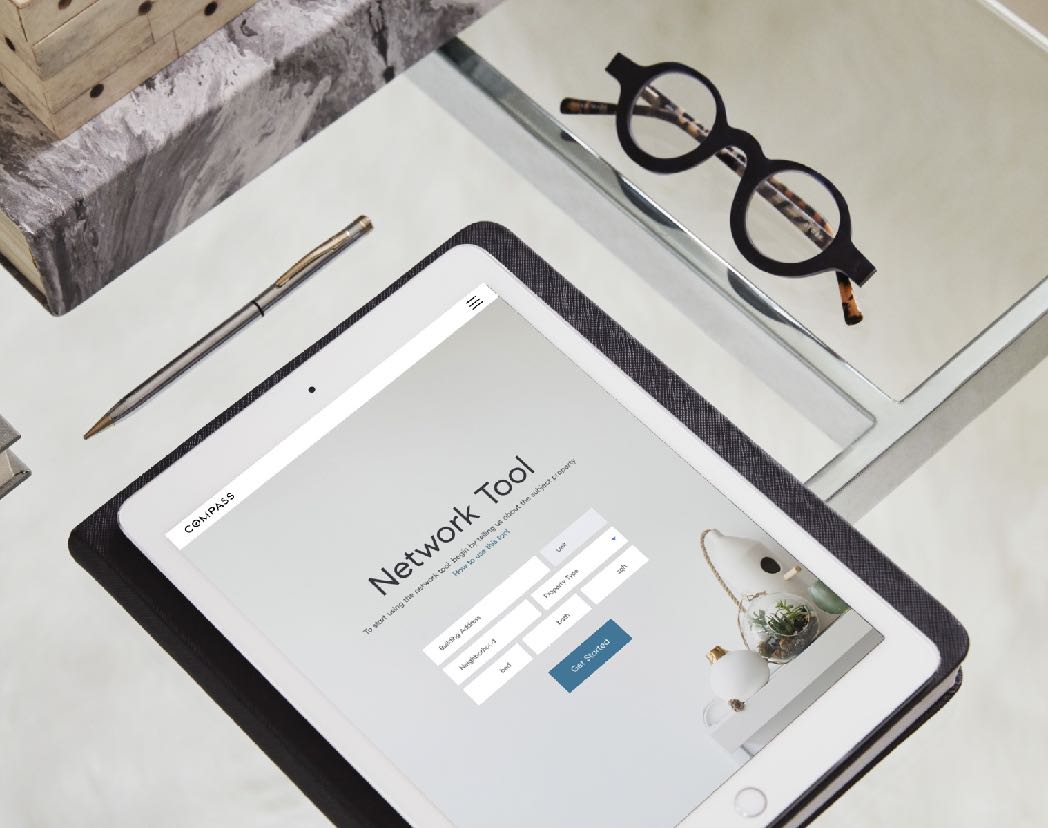 COMPASS
Network Tool
To start using the network tool, begin by telling us about the subject property
How to use this tool
Building Address
Unit
Neighborhood
Property Type
bed
bath
sqft
Get Started